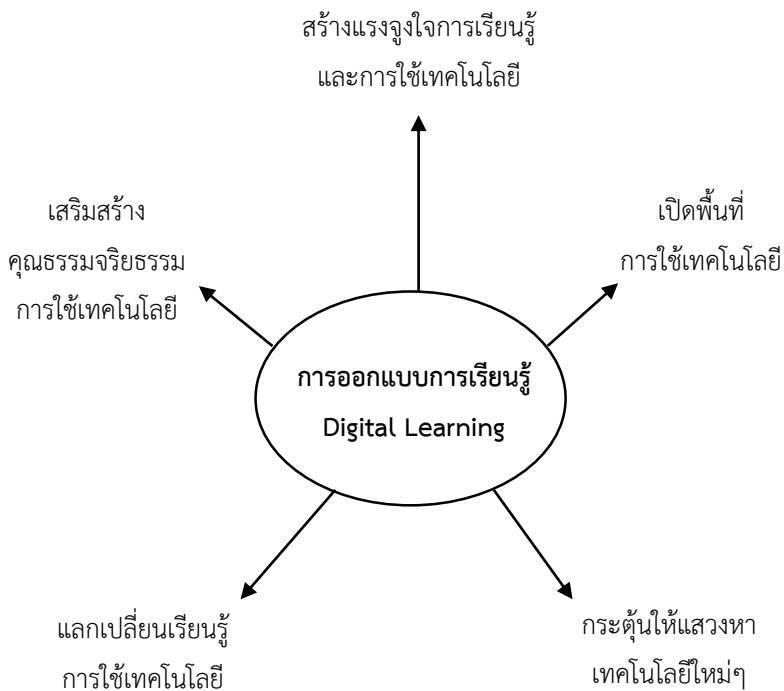 สร้างแรงจูงใจการเรียนรู้
และการใช้เทคโนโลยี
เสริมสร้าง
คุณธรรมจริยธรรม
การใช้เทคโนโลยี
เปิดพื้นที่
การใช้เทคโนโลยี
การออกแบบการเรียนรู้
Digital Learning
แลกเปลี่ยนเรียนรู้
การใช้เทคโนโลยี
กระตุ้นให้แสวงหา
เทคโนโลยีใหม่ๆ